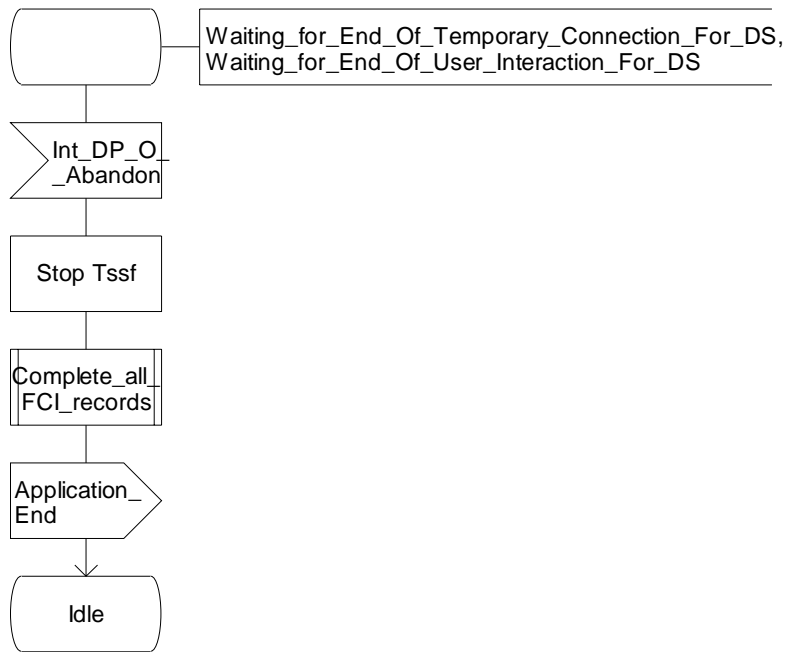 Waiting_for_End_Of_Temporary_Connection_For_DS,
Waiting_for_End_Of_User_Interaction_For_DS
Int_DP_O_
_Abandon
Stop Tssf
Complete_all_
FCI_records
Application_
End
Idle